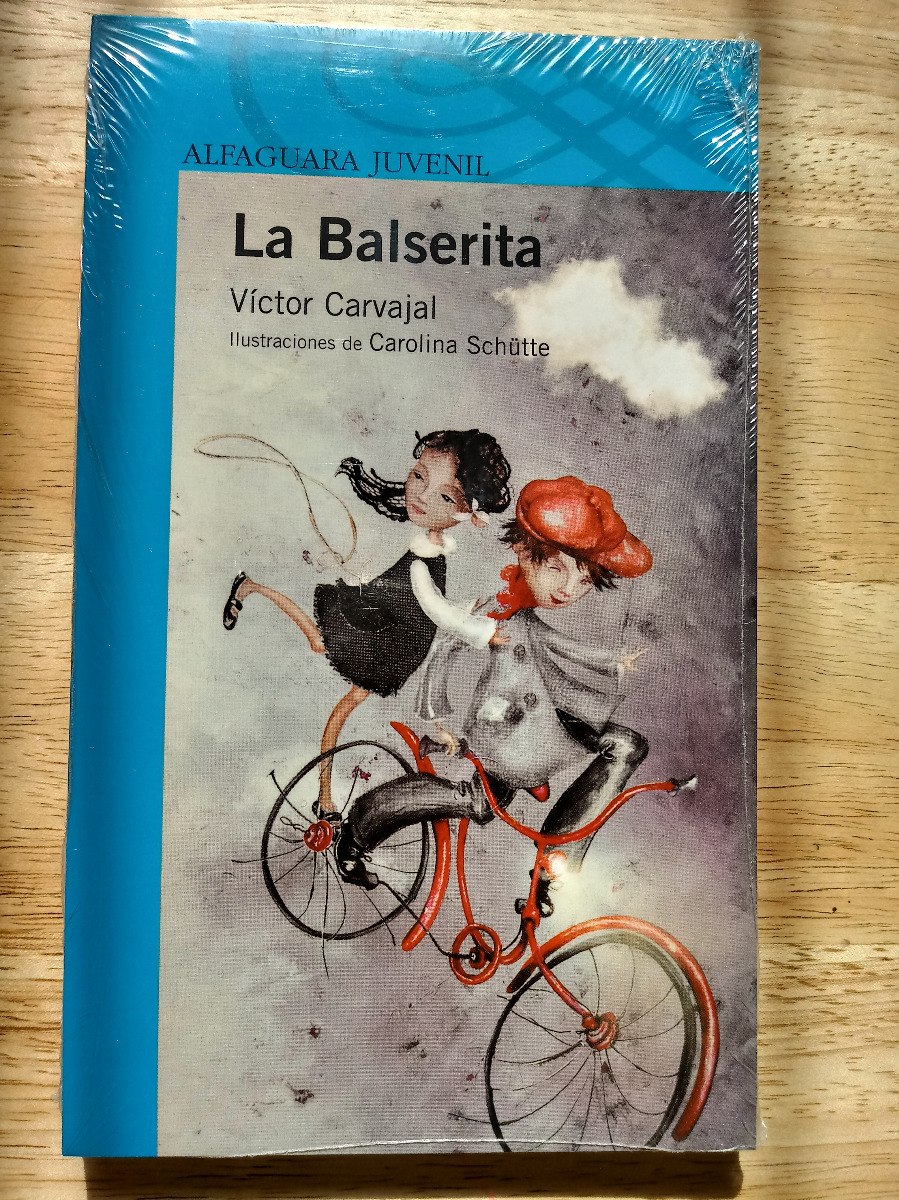 ALFAGUARA JUVENIL
La Balserita
Víctor Carvajal
Ilustraciones de Carolina Schütte